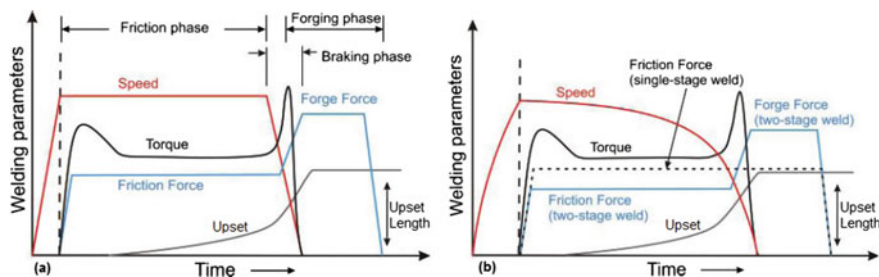 Friction phase
Forging phase
Braking phase
Speed
Forge Force
Torque
Friction Force
Upset
Upset
Length
Welding parameters
(a)
Time
Friction Force
(single-stage weld)
Speed
Forge Force
(two-stage weld)
Torque
Friction Force
(two-stage weld)
Upset
Upset
Length
Welding parameters
(b)
Time